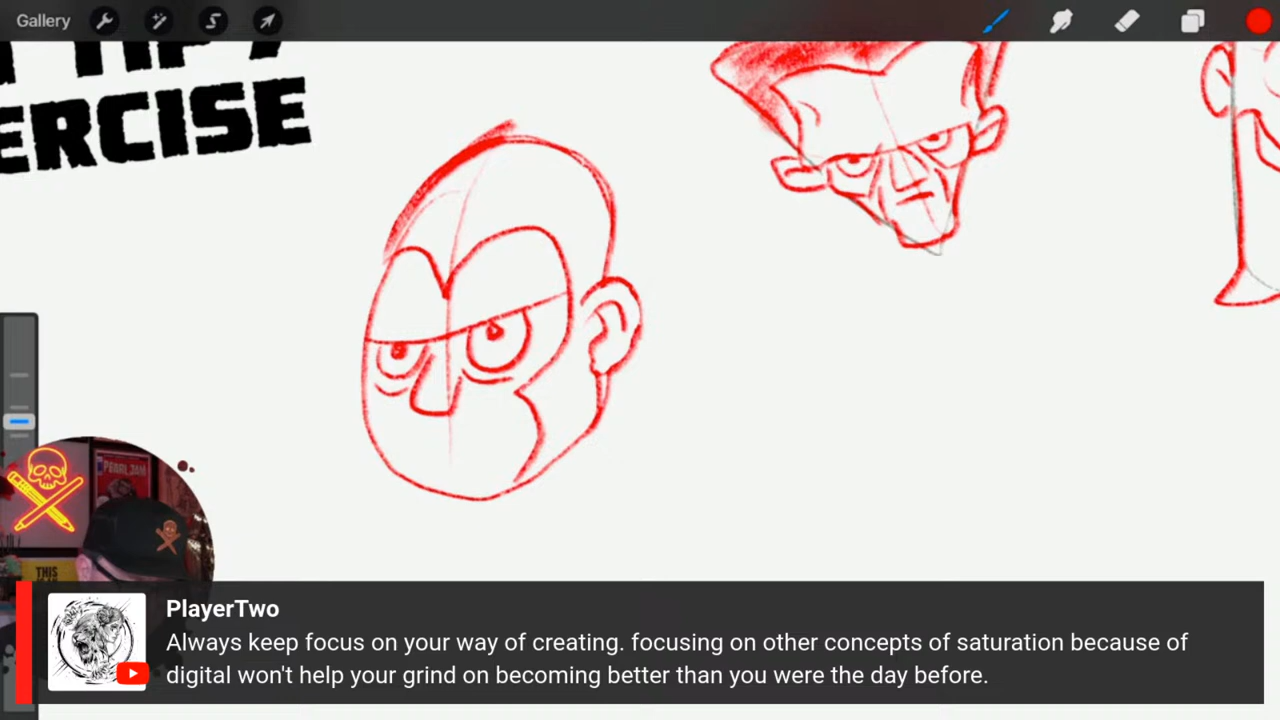 Gallery
ERCISE
PEARL JAM
THIS
PlayerTwo
Always keep focus on your way of creating. focusing on other concepts of saturation because of
digital won't help your grind on becoming better than you were the day before.